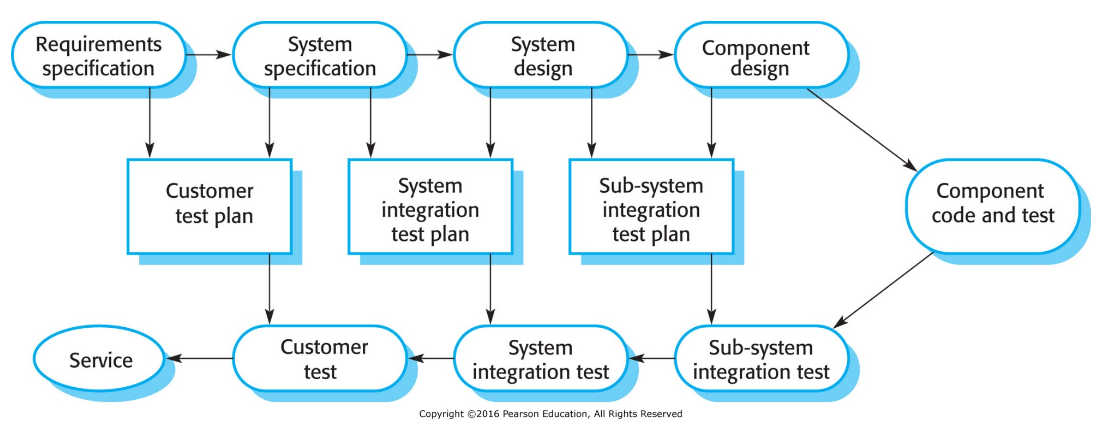 Requirements
specification
System
specification
System
design
Component
design
Customer
test plan
System
integration
test plan
Sub-system
integration
test plan
Component
code and test
Service
Customer
test
System
integration test
Sub-system
integration test
Copyright ©2016 Pearson Education, All Rights Reserved